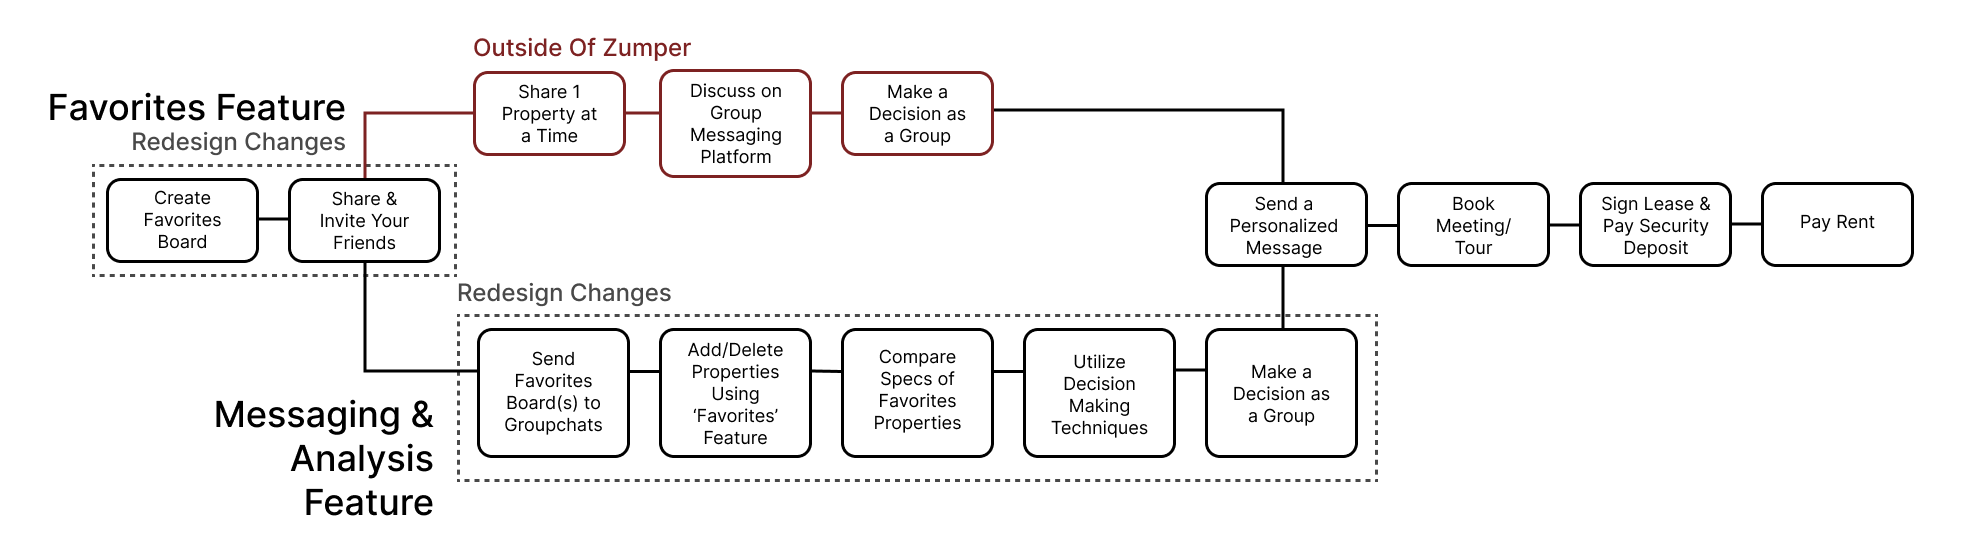 Outside Of Zumper
Favorites Feature
Redesign Changes
Share 1
Property at
a Time
Discuss on
Group
Messaging
Platform
Make a
Decision as
a Group
Create
Favorites
Board
Share &
Invite Your
Friends
Send a
Personalized
Message
Book
Meeting/
Tour
Sign Lease &
Pay Security
Deposit
Pay Rent
Redesign Changes
Messaging &
Analysis
Feature
Send
Favorites
Board(s) to
Groupchats
Add/Delete
Properties
Using
‘Favorites’
Feature
Compare
Specs of
Favorites
Properties
Utilize
Decision
Making
Techniques
Make a
Decision as
a Group